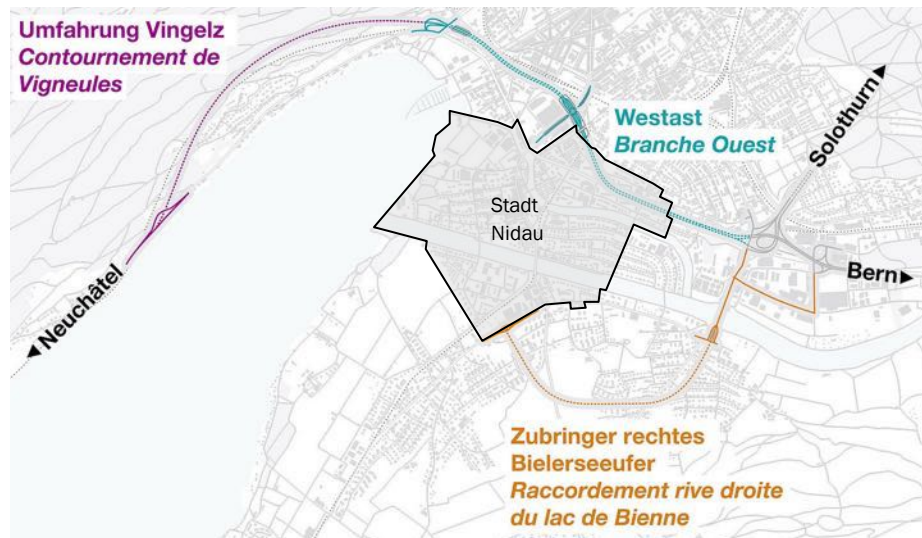 Umfahrung Vingelz
Contournement de
Vigneules
Westast
Branche Ouest
Solothurn
Stadt
Nidau
Bern
Neuchâtel
Zubringer rechtes
Bielerseeufer
Raccordement rive droite
du lac de Bienne